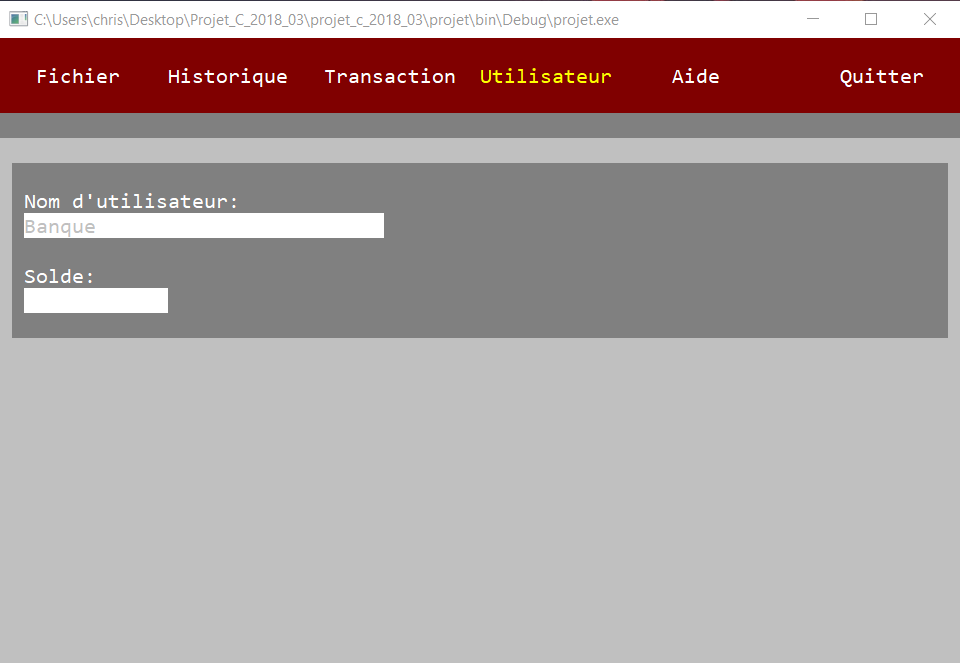 C:\Users\chris\Desktop\Projet_C_2018_03\projet_c_2018_03\projet\bin\Debug\projet.exe
Fichier Historique Transaction Utilisateur Aide Quitter
Nom d'utilisateur:
Banque
Solde: